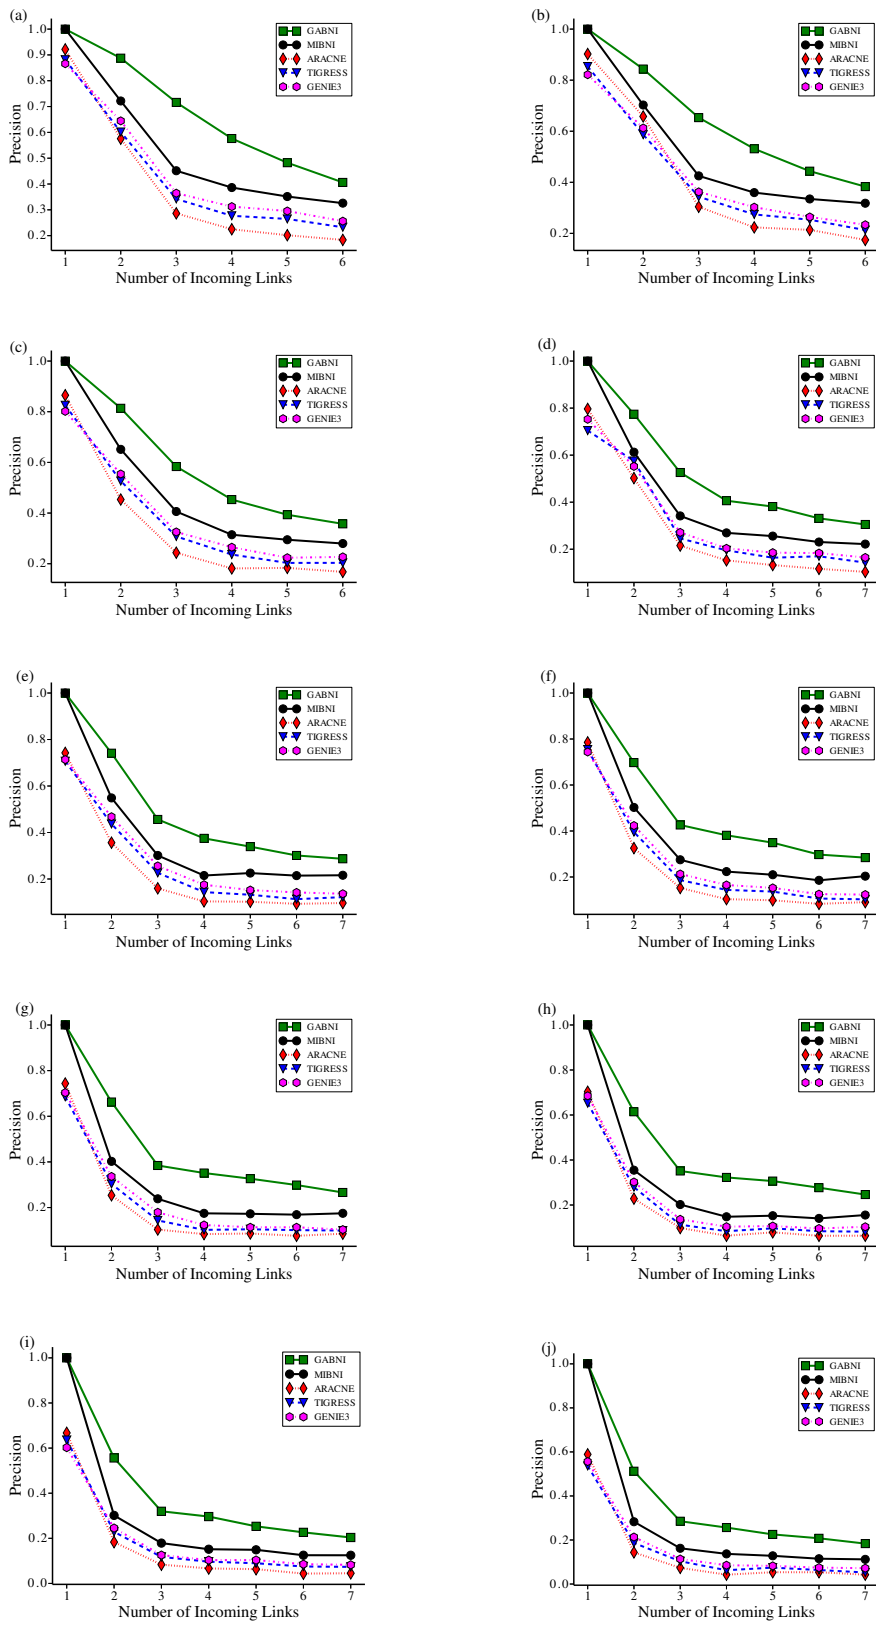 (a)
1.0
0.9
0.8
0.7
0.6
0.5
0.4
0.3
0.2
Precision
GABNI
MIBNI
ARACNE
TIGRESS
GENIE3
1 2 3 4 5 6
Number of Incoming Links
(b)
1.0
0.8
0.6
0.4
0.2
Precision
GABNI
MIBNI
ARACNE
TIGRESS
GENIE3
1 2 3 4 5 6
Number of Incoming Links
(c)
1.0
0.8
0.6
0.4
0.2
Precision
GABNI
MIBNI
ARACNE
TIGRESS
GENIE3
1 2 3 4 5 6
Number of Incoming Links
(d)
1.0
0.8
0.6
0.4
0.2
Precision
GABNI
MIBNI
ARACNE
TIGRESS
GENIE3
1 2 3 4 5 6 7
Number of Incoming Links
(e)
1.0
0.8
0.6
0.4
0.2
Precision
GABNI
MIBNI
ARACNE
TIGRESS
GENIE3
1 2 3 4 5 6 7
Number of Incoming Links
(f)
1.0
0.8
0.6
0.4
0.2
Precision
GABNI
MIBNI
ARACNE
TIGRESS
GENIE3
1 2 3 4 5 6 7
Number of Incoming Links
(g)
1.0
0.8
0.6
0.4
0.2
Precision
GABNI
MIBNI
ARACNE
TIGRESS
GENIE3
1 2 3 4 5 6 7
Number of Incoming Links
(h)
1.0
0.8
0.6
0.4
0.2
Precision
GABNI
MIBNI
ARACNE
TIGRESS
GENIE3
1 2 3 4 5 6 7
Number of Incoming Links
(i)
1.0
0.8
0.6
0.4
0.2
0.0
Precision
GABNI
MIBNI
ARACNE
TIGRESS
GENIE3
1 2 3 4 5 6 7
Number of Incoming Links
(j)
1.0
0.8
0.6
0.4
0.2
0.0
Precision
GABNI
MIBNI
ARACNE
TIGRESS
GENIE3
1 2 3 4 5 6 7
Number of Incoming Links